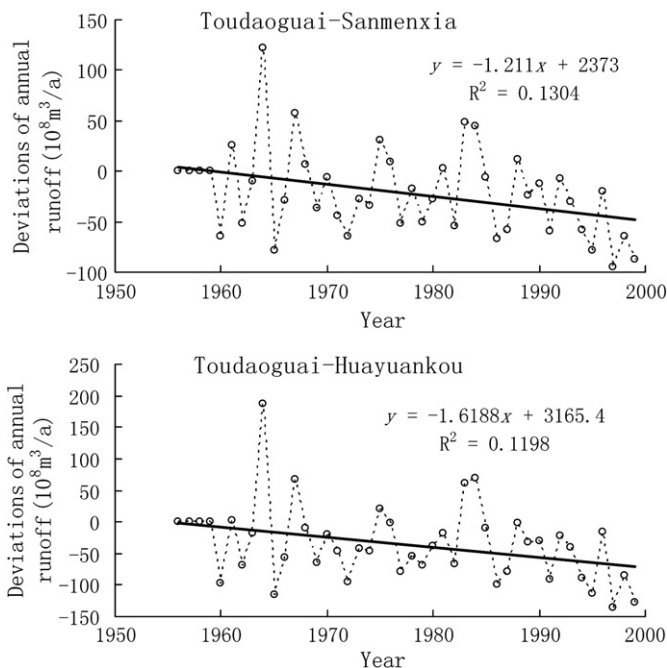 Toudaoguai-Sanmenxia
y = -1.211x + 2373
R² = 0.1304
Deviations of annual
runoff(10⁸m³/a)
150
100
50
0
-50
-100
1950 1960 1970 1980 1990 2000
Year
Toudaoguai-Huayuankou
y = -1.6188x + 3165.4
R² = 0.1198
Deviations of annual
runoff (10⁸m³/a)
250
200
150
100
50
0
-50
-100
-150
1950 1960 1970 1980 1990 2000
Year